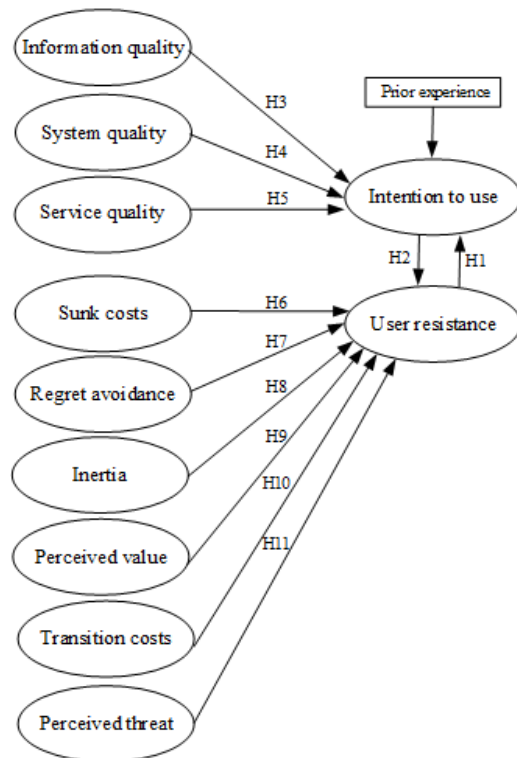 Information quality
H3
Prior experience
System quality
H4
Intention to use
Service quality
H5
H2
H1
Sunk costs
H6
User resistance
H7
Regret avoidance
H8
Inertia
H9
H10
Perceived value
H11
Transition costs
Perceived threat